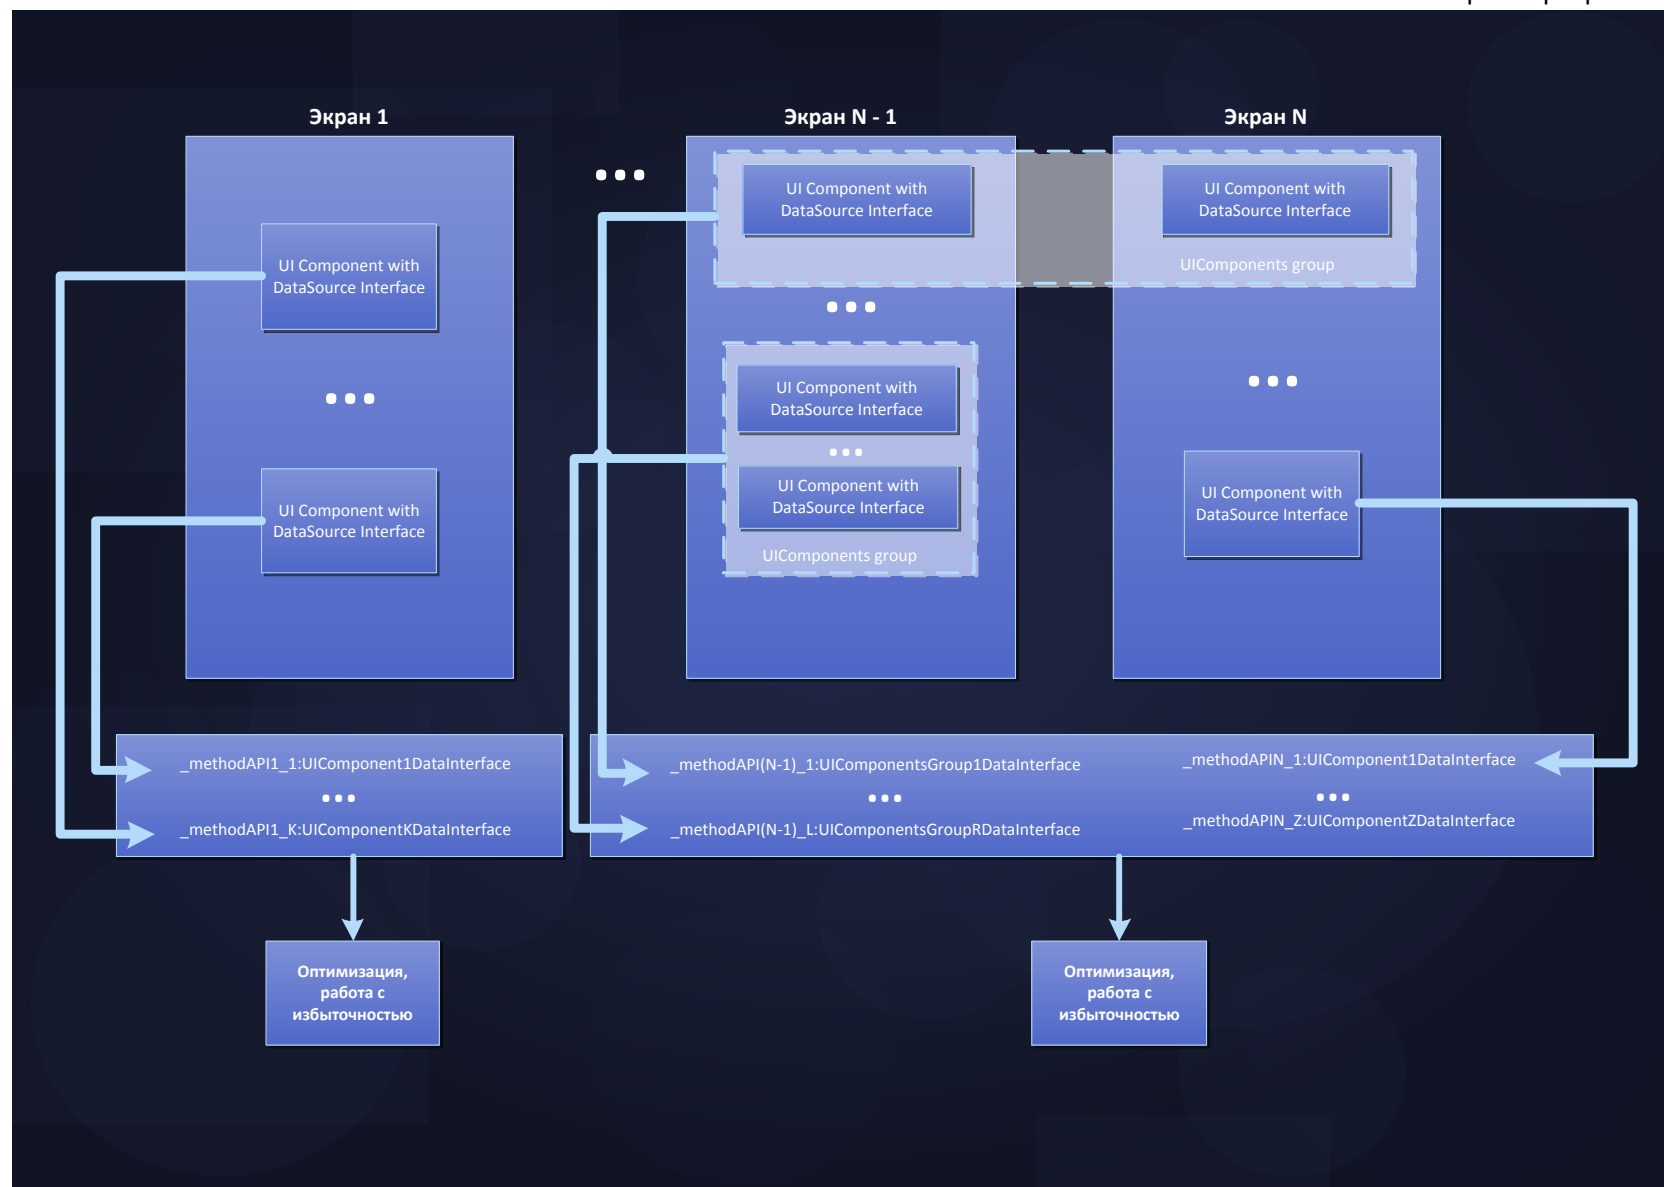 Экран 1
Экран N - 1
Экран N
UI Component with
DataSource Interface
UI Component with
DataSource Interface
UIComponents group
UI Component with
DataSource Interface
UI Component with
DataSource Interface
UI Component with
DataSource Interface
UI Component with
DataSource Interface
UIComponents group
UI Component with
DataSource Interface
_methodAPI1_1:UIComponent1DataInterface
_methodAPI1_K:UIComponentKDataInterface
_methodAPI(N-1)_1:UIComponentsGroup1DataInterface
_methodAPI(N-1)_L:UIComponentsGroupRDataInterface
_methodAPIN_1:UIComponent1DataInterface
_methodAPIN_Z:UIComponentZDataInterface
Оптимизация,
работа с
избыточностью
Оптимизация,
работа с
избыточностью